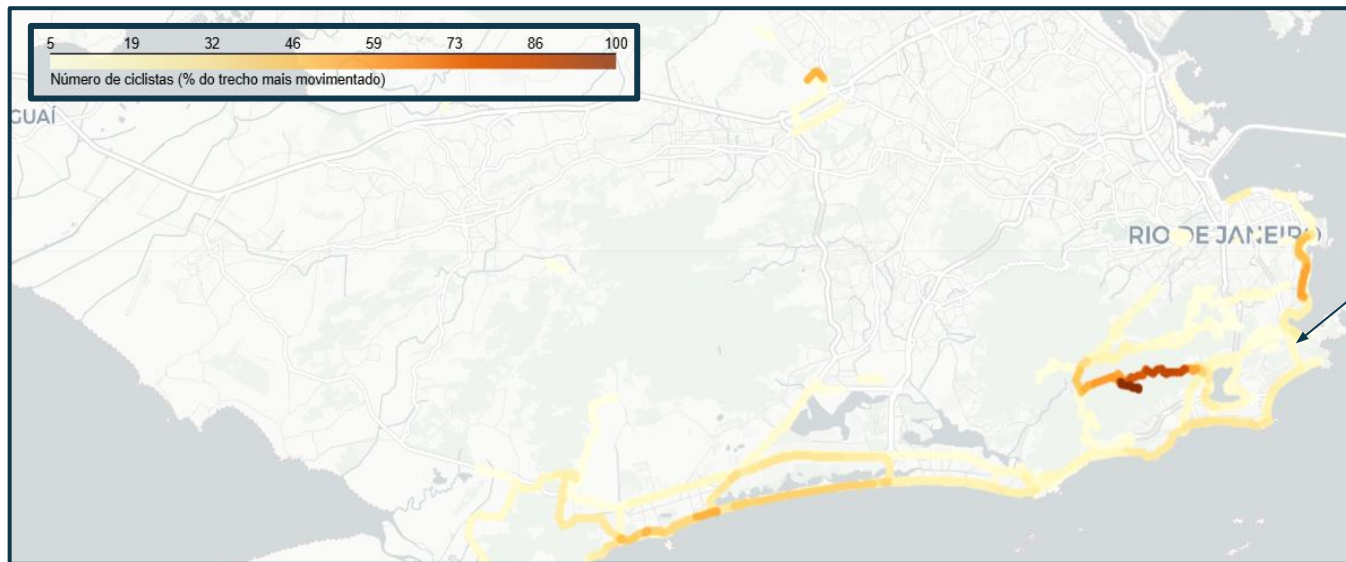 5 19 32 46 59 73 86 100
Número de ciclistas (% do trecho mais movimentado)
GUAÍ
RIO DE JANEIRO